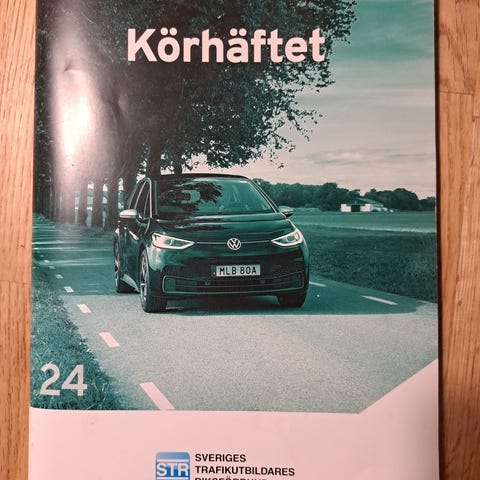 Körhäftet
MLB 80A
24
STR
SVERIGES
TRAFIKUTBILDARES